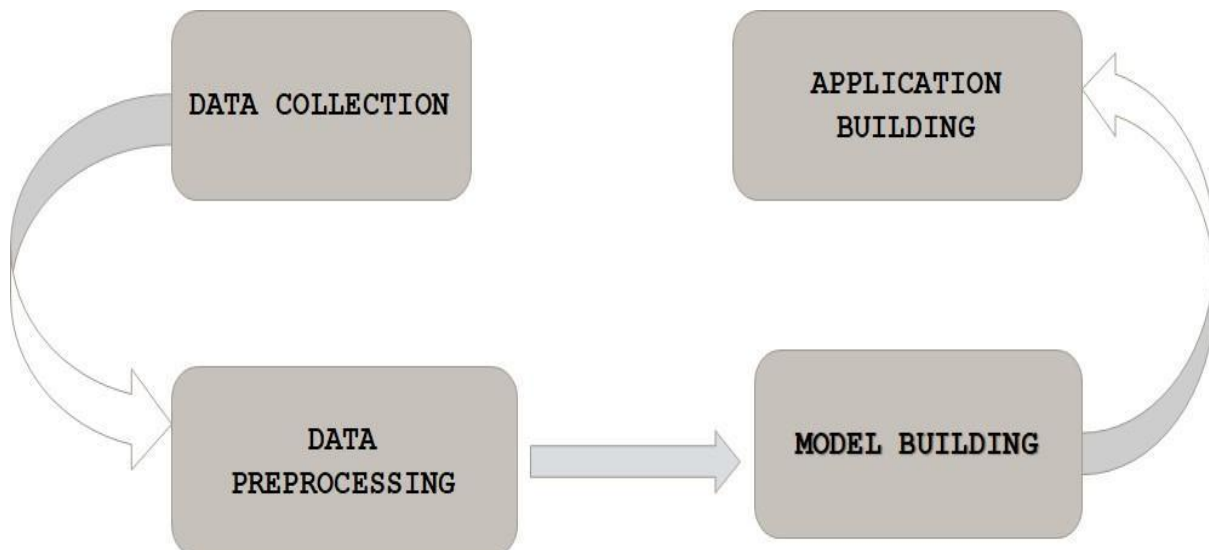 DATA COLLECTION
DATA
PREPROCESSING
MODEL BUILDING
APPLICATION
BUILDING